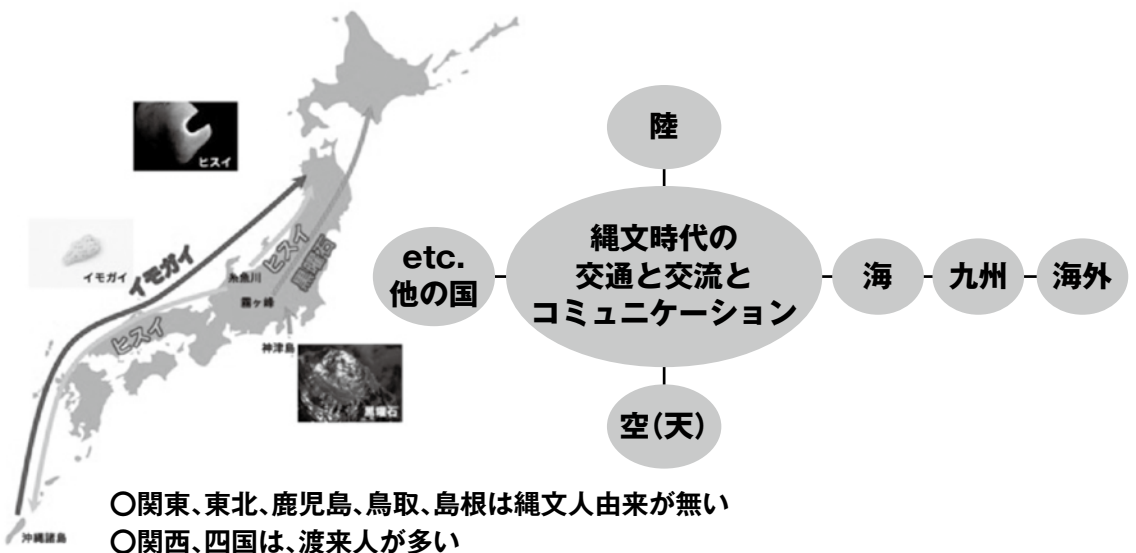 ヒスイ
イモガイ
イモガイ
ヒスイ
黒曜石
糸魚川
霧ヶ峰
ヒスイ
神津島
黒曜石
沖縄諸島
陸
etc.
他の国
縄文時代の
交通と交流と
コミュニケーション
海
九州
海外
空(天)
○関東、東北、鹿児島、鳥取、島根は縄文人由来が無い
○関西、四国は、渡来人が多い